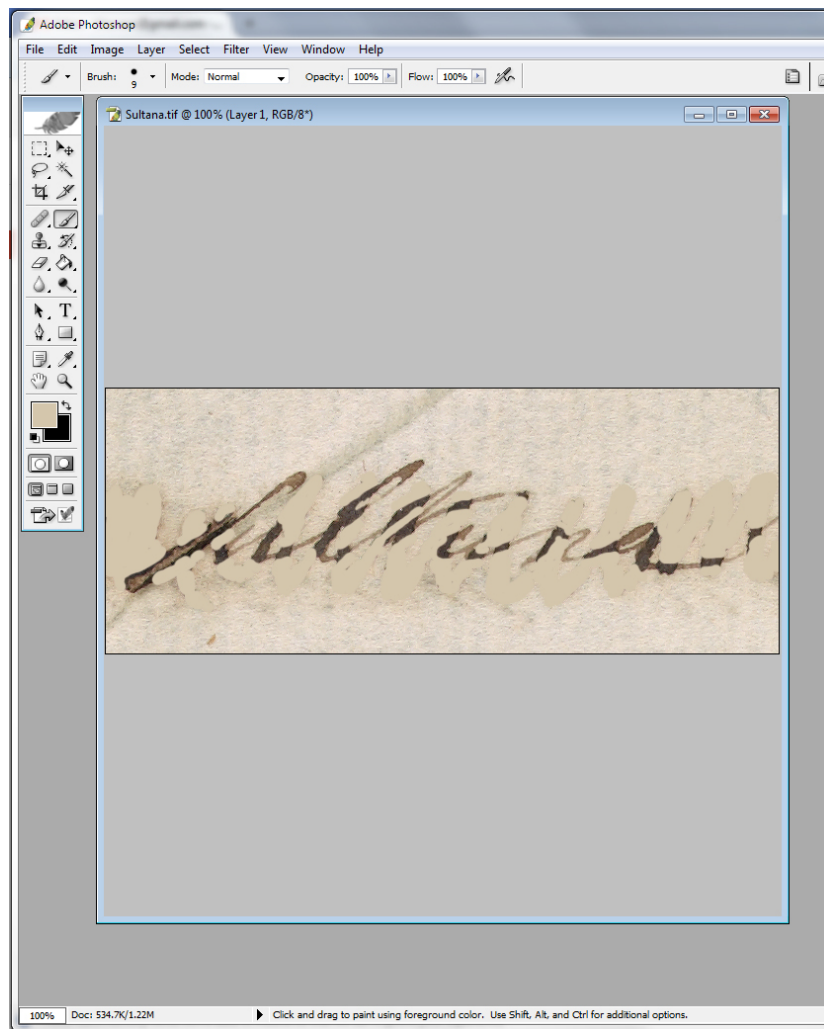 Adobe Photoshop
File Edit Image Layer Select Filter View Window Help
Brush: 9 Mode: Normal Opacity: 100% Flow: 100%
Sultana.tif @ 100% (Layer 1, RGB/8*)
T
Sultana
100% Doc: 534.7K/1.22M Click and drag to paint using foreground color. Use Shift, Alt, and Ctrl for additional options.